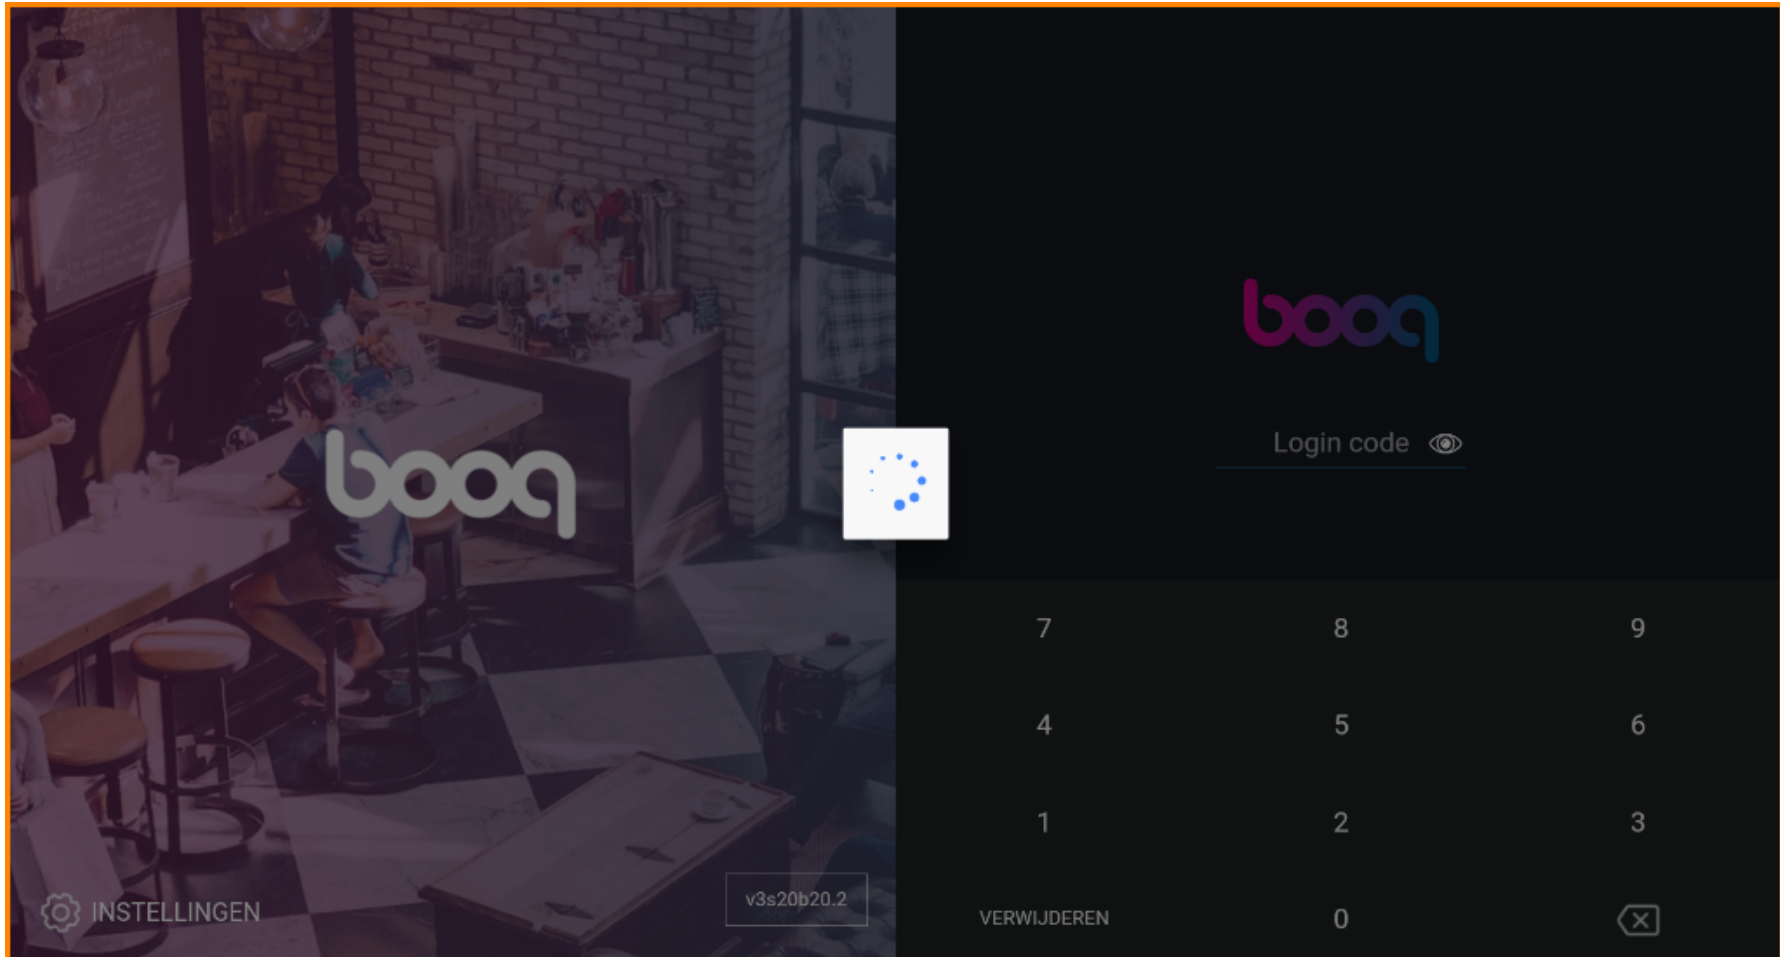 booq
INSTELLINGEN
v3s20b20.2
booq
Login code
7 8 9
4 5 6
1 2 3
VERWIJDEREN 0